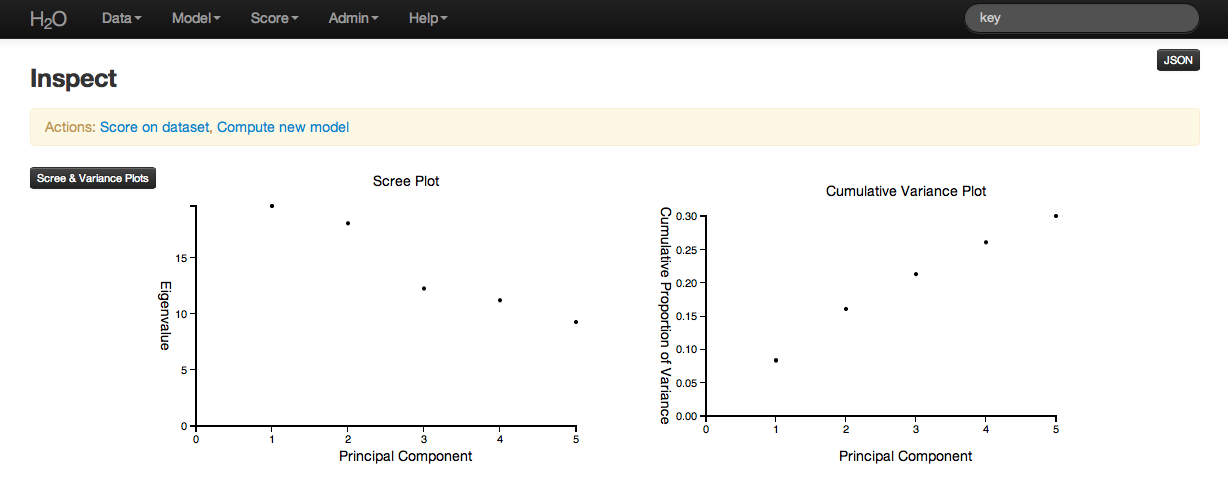 H2O Data Model Score Admin Help key
JSON
Inspect
Actions: Score on dataset, Compute new model
Scree & Variance Plots
Scree Plot
15
10
5
0
Eigenvalue
0 1 2 3 4 5
Principal Component
Cumulative Variance Plot
0.30
0.25
0.20
0.15
0.10
0.05
0.00
Cumulative Proportion of Variance
0 1 2 3 4 5
Principal Component